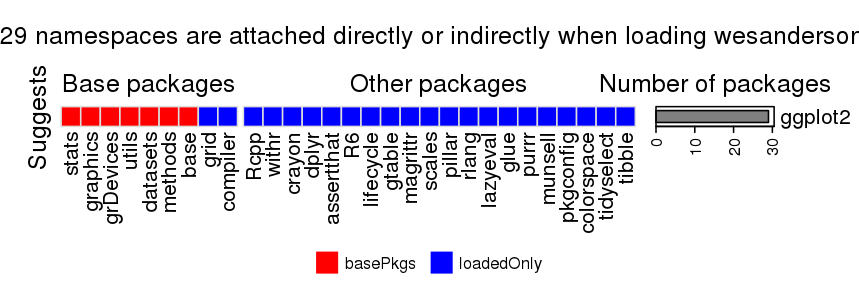 29 namespaces are attached directly or indirectly when loading wesanderson
Base packages
Other packages
Number of packages
Suggests
ggplot2
stats
graphics
grDevices
utils
datasets
methods
base
grid
compiler
Rcpp
withr
crayon
dplyr
assertthat
R6
lifecycle
gtable
magrittr
scales
pillar
rlang
lazyeval
glue
purrr
munsell
pkgconfig
colorspace
tidyselect
tibble
0
10
20
30
basePkgs
loadedOnly